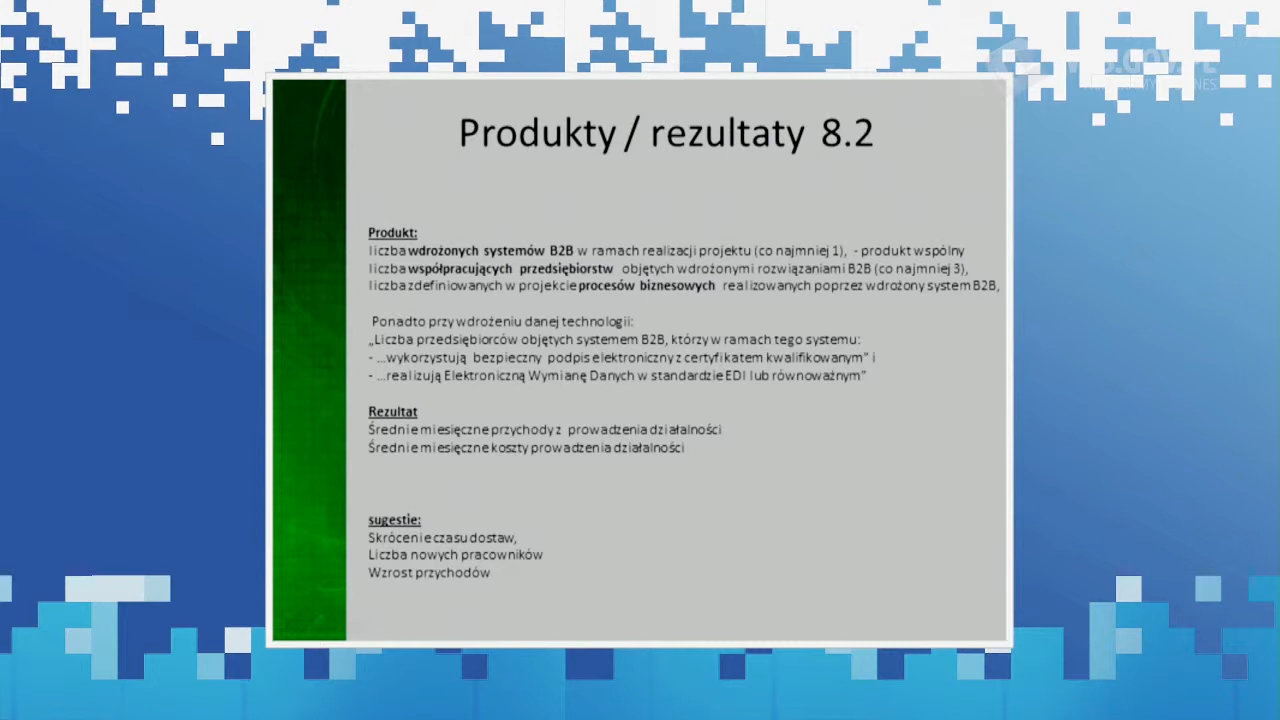 Produkty / rezultaty 8.2
Produkt:
liczba wdrożonych systemów B2B w ramach realizacji projektu (co najmniej 1), - produkt wspólny
liczba współpracujących przedsiębiorstw objętych wdrożonymi rozwiązaniami B2B (co najmniej 3),
liczba zdefiniowanych w projekcie procesów biznesowych realizowanych poprzez wdrożony system B2B,
Ponadto przy wdrożeniu danej technologii:
„Liczba przedsiębiorców objętych systemem B2B, którzy w ramach tego systemu:
- ...wykorzystują bezpieczny podpis elektroniczny z certyfikatem kwalifikowanym" i
- ...realizują Elektroniczną Wymianę Danych w standardzie EDI lub równoważnym"
Rezultat
Średnie miesięczne przychody z prowadzenia działalności
Średnie miesięczne koszty prowadzenia działalności
sugestie:
Skrócenie czasu dostaw,
Liczba nowych pracowników
Wzrost przychodów